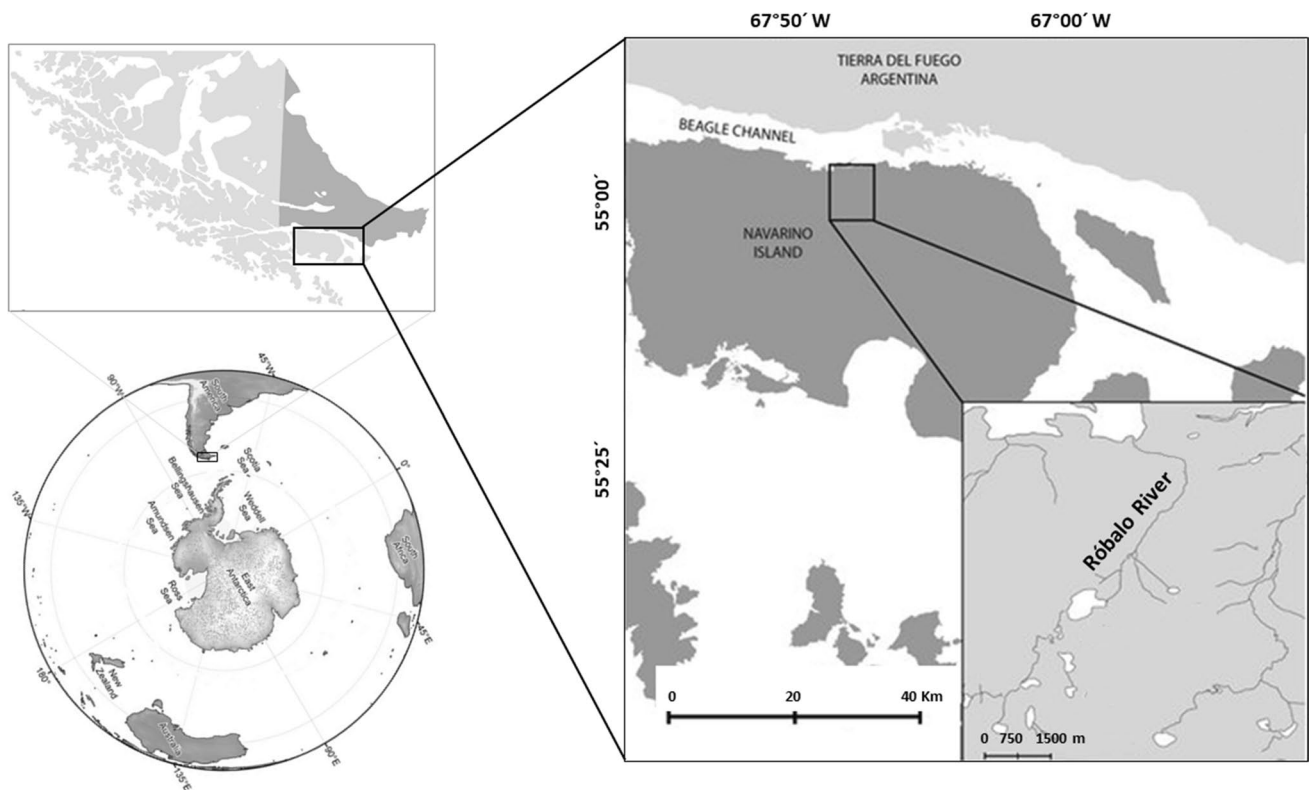 67°50´ W
67°00´ W
TIERRA DEL FUEGO
ARGENTINA
BEAGLE CHANNEL
55°00´
NAVARINO
ISLAND
55°25´
Róbalo River
0
20
40 Km
0
750
1500 m
45°W
90°W
South
America
0°
Scotia
Sea
Bellingshausen
Sea
Weddell
Sea
135°W
Amundsen
Sea
South
Africa
East
Antarctica
Ross
Sea
45°E
180°
New
Zealand
Australia
90°E
135°E